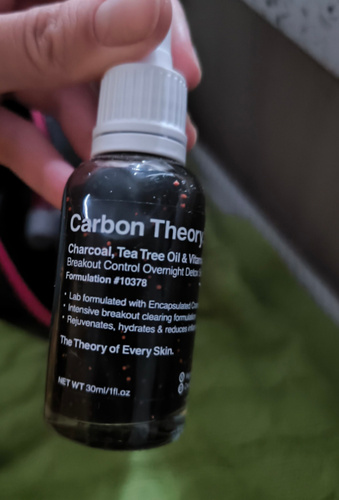 Carbon Theory
Charcoal, Tea Tree Oil &
Breakout Control Overnight Detox
Formulation #10378
• Lab formulated with Encapsulated
• Intensive breakout clearing
• Rejuvenates, hydrates & reduces
The Theory of Every Skin.
NET WT 30ml/1fl.oz